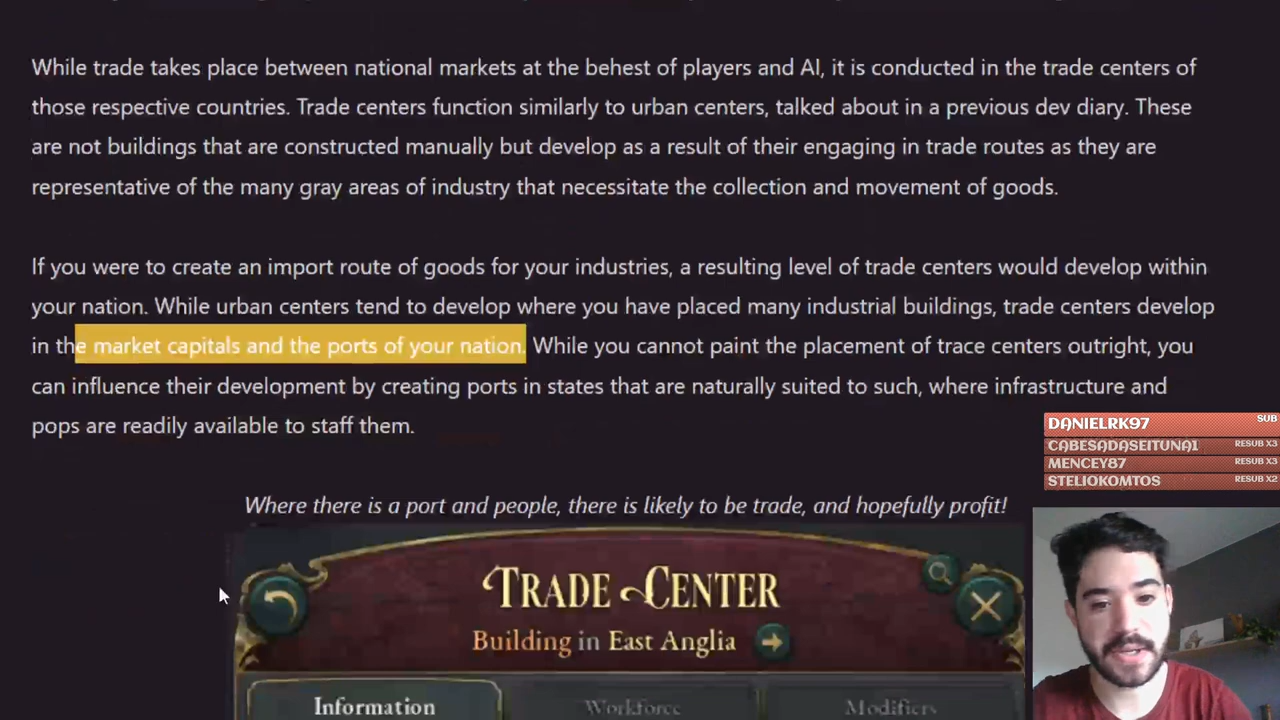 While trade takes place between national markets at the behest of players and AI, it is conducted in the trade centers of
those respective countries. Trade centers function similarly to urban centers, talked about in a previous dev diary. These
are not buildings that are constructed manually but develop as a result of their engaging in trade routes as they are
representative of the many gray areas of industry that necessitate the collection and movement of goods.
If you were to create an import route of goods for your industries, a resulting level of trade centers would develop within
your nation. While urban centers tend to develop where you have placed many industrial buildings, trade centers develop
in the market capitals and the ports of your nation. While you cannot paint the placement of trace centers outright, you
can influence their development by creating ports in states that are naturally suited to such, where infrastructure and
pops are readily available to staff them.
Where there is a port and people, there is likely to be trade, and hopefully profit!
TRADE CENTER
Building in East Anglia
Information Workforce Modifiers
DANIELRK97 SUB
CABESADASEITUNA1 RESUB X3
MENCEY87 RESUB X3
STELIOKOMTOS RESUB X2